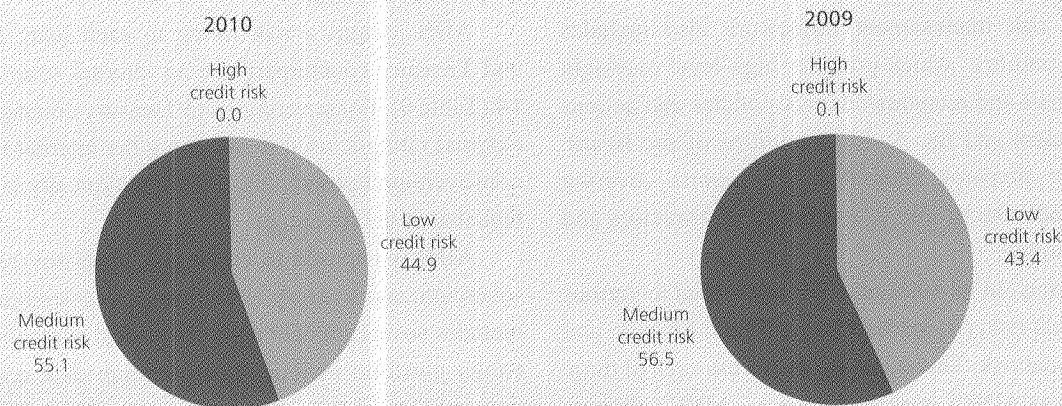 2010
High
credit risk
0.0
Low
credit risk
44.9
Medium
credit risk
55.1
2009
High
credit risk
0.1
Low
credit risk
43.4
Medium
credit risk
56.5